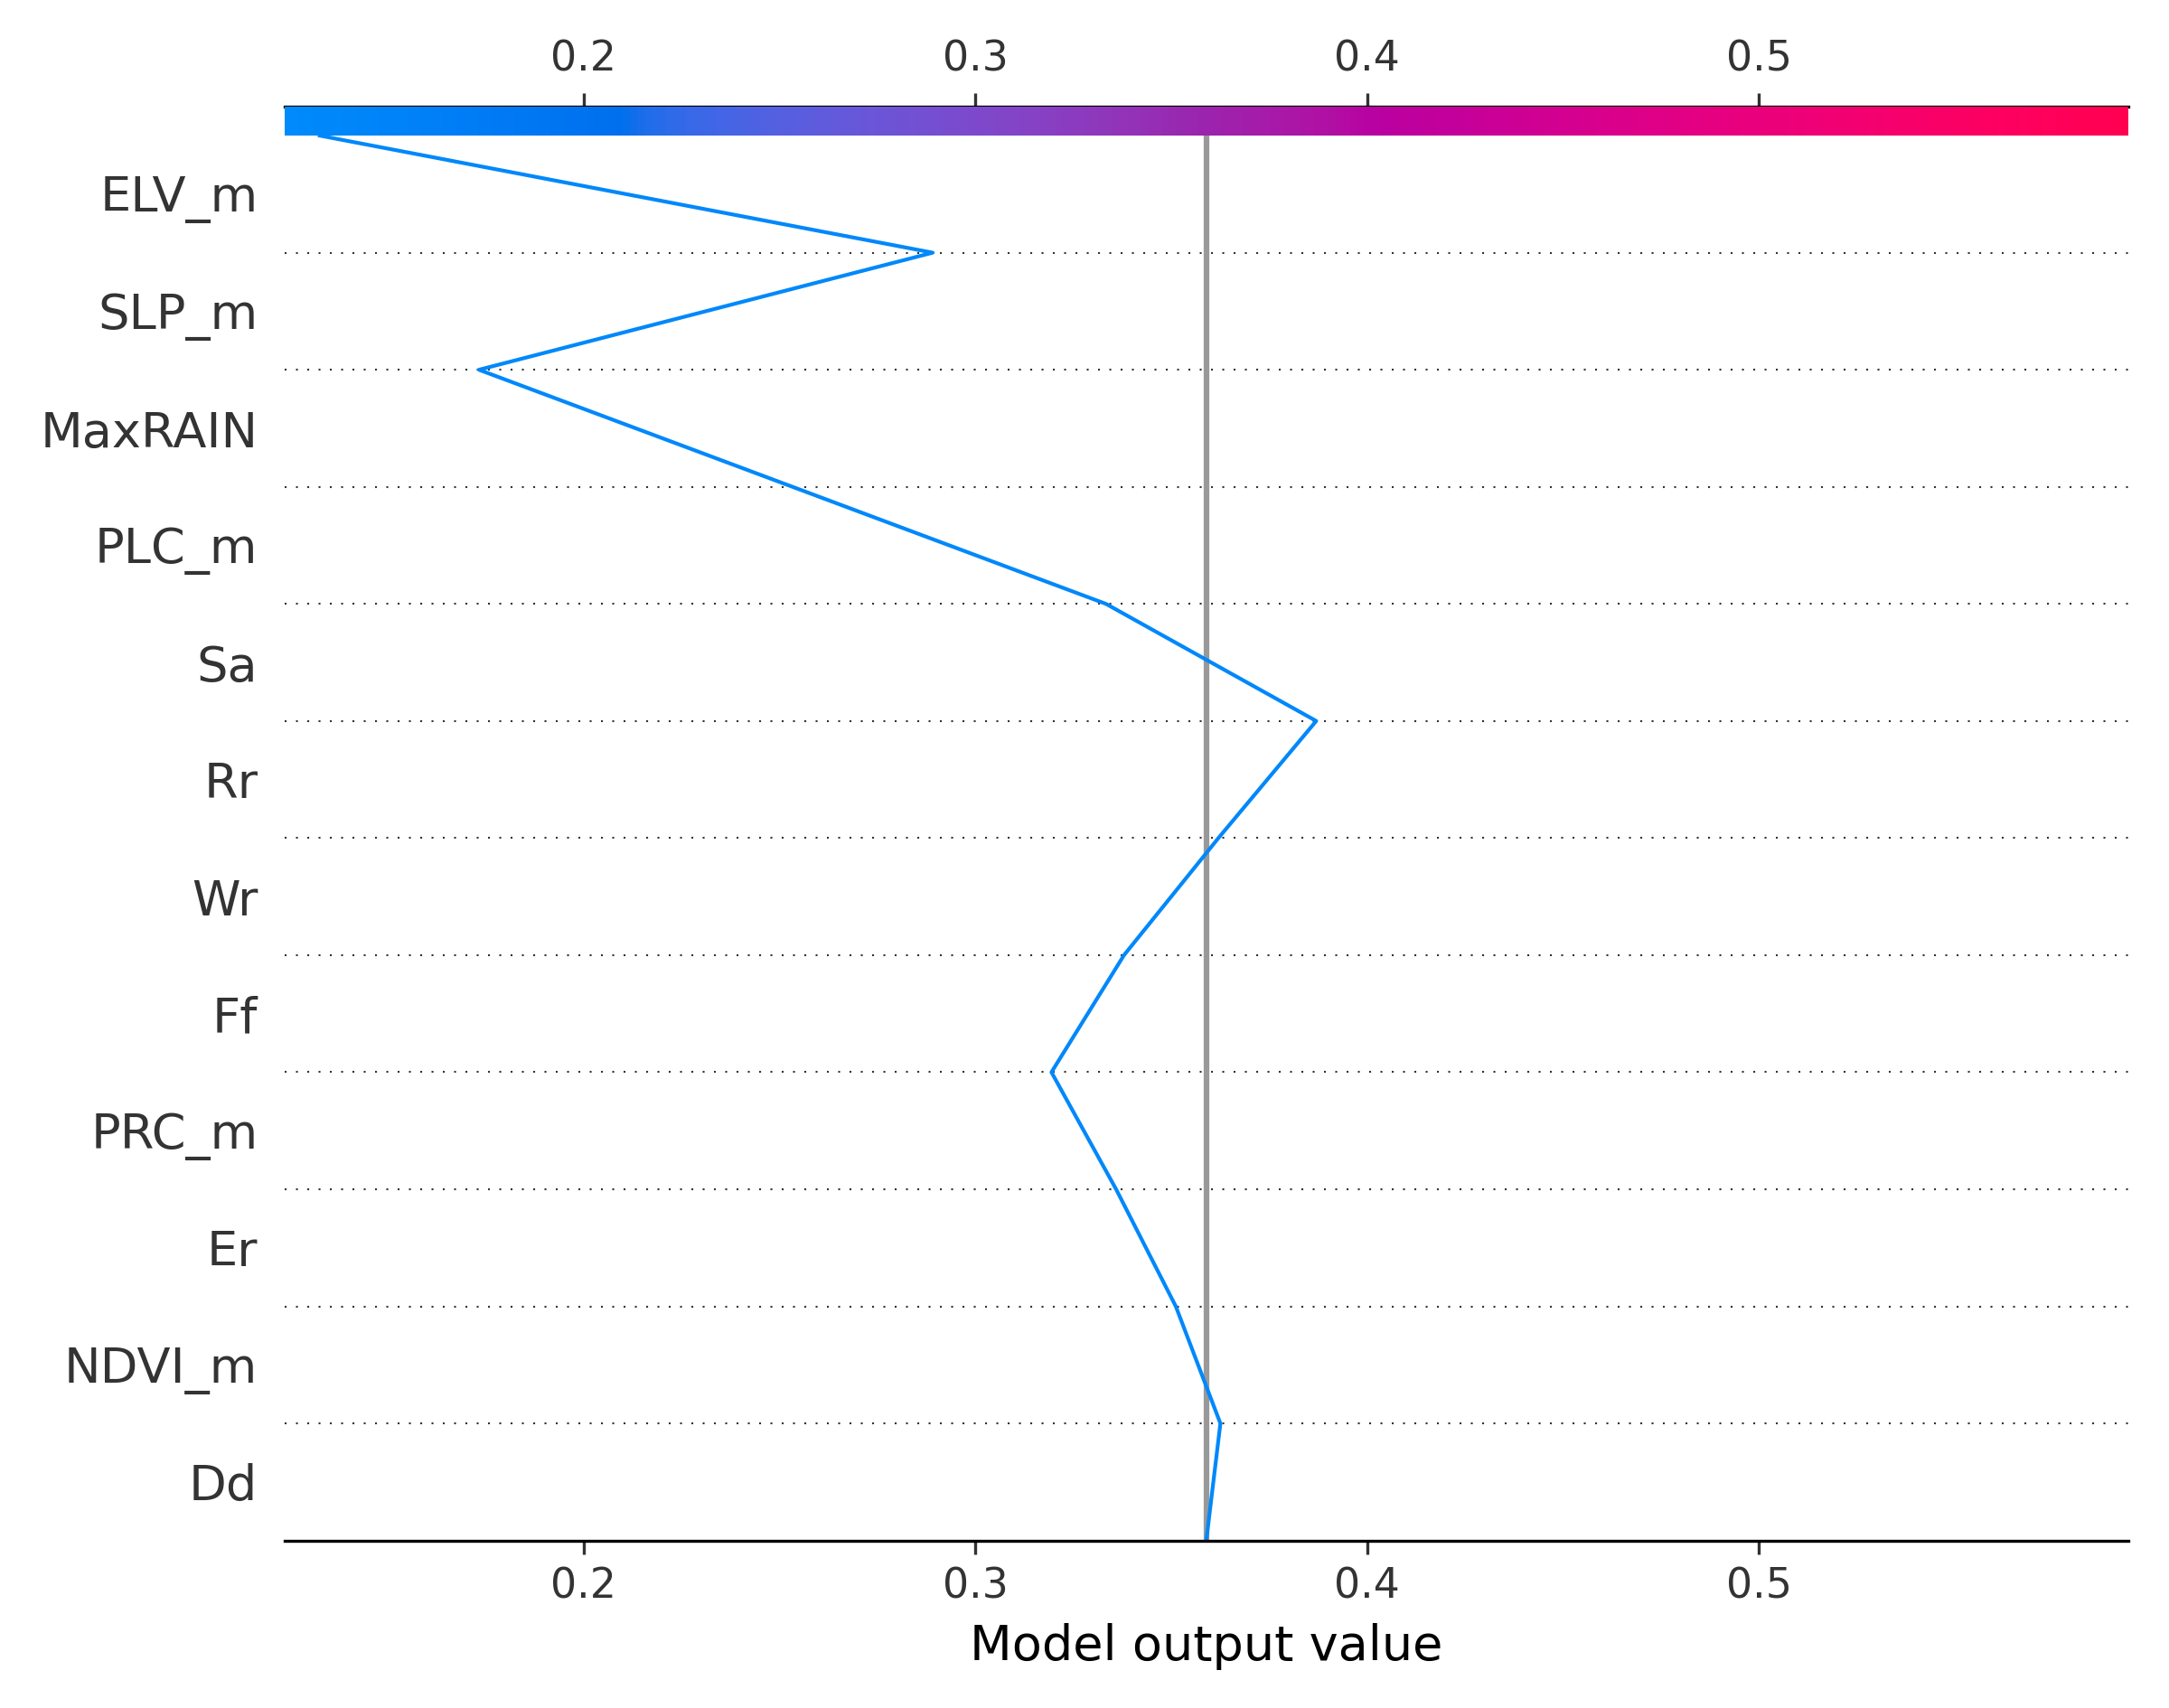 0.2 0.3 0.4 0.5
ELV_m
SLP_m
MaxRAIN
PLC_m
Sa
Rr
Wr
Ff
PRC_m
Er
NDVI_m
Dd
0.2 0.3 0.4 0.5
Model output value